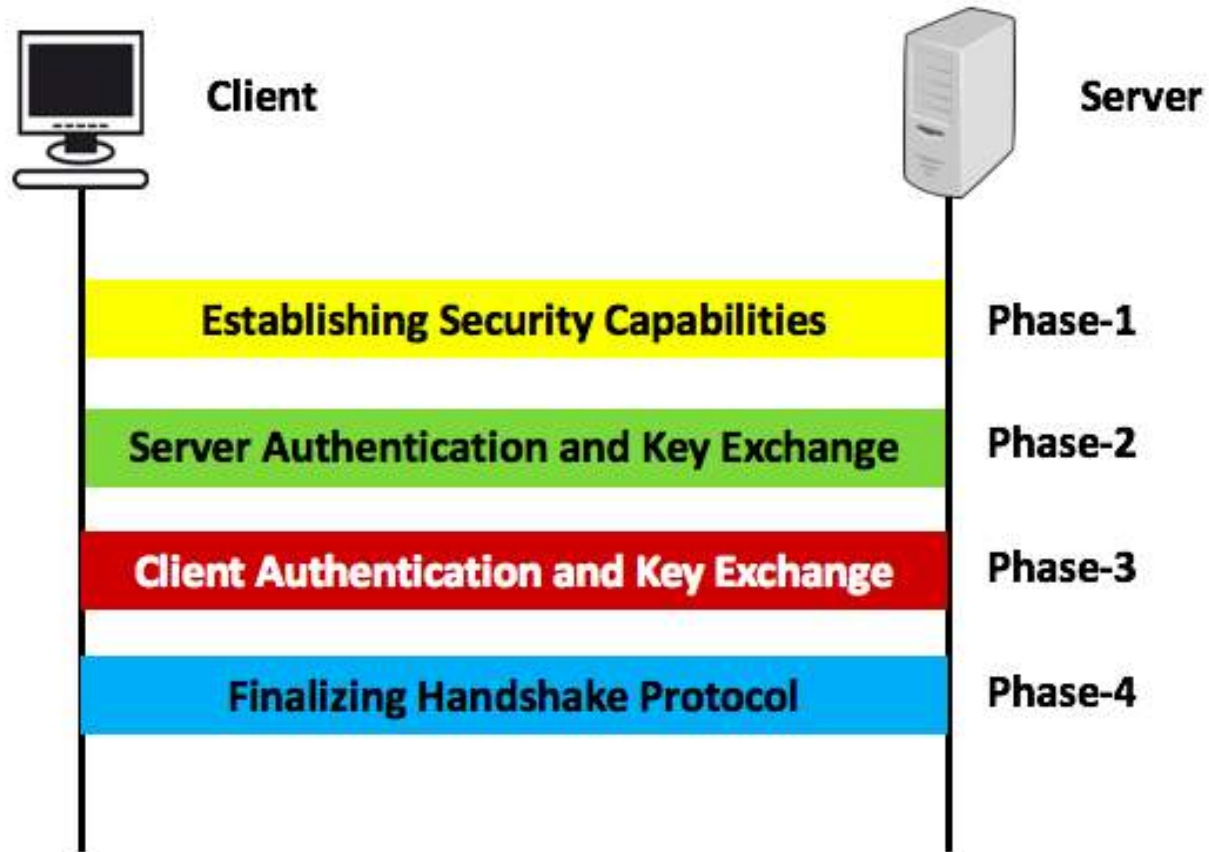 Client
Server
Establishing Security Capabilities
Phase-1
Server Authentication and Key Exchange
Phase-2
Client Authentication and Key Exchange
Phase-3
Finalizing Handshake Protocol
Phase-4